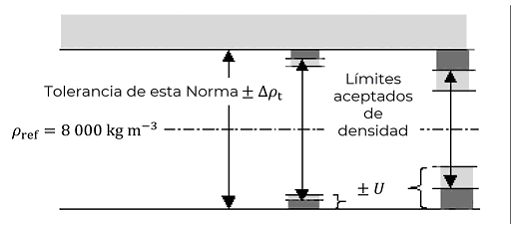 Tolerancia de esta Norma ± Δρt
Límites
aceptados
de
densidad
ρref = 8 000 kg m⁻³
± U